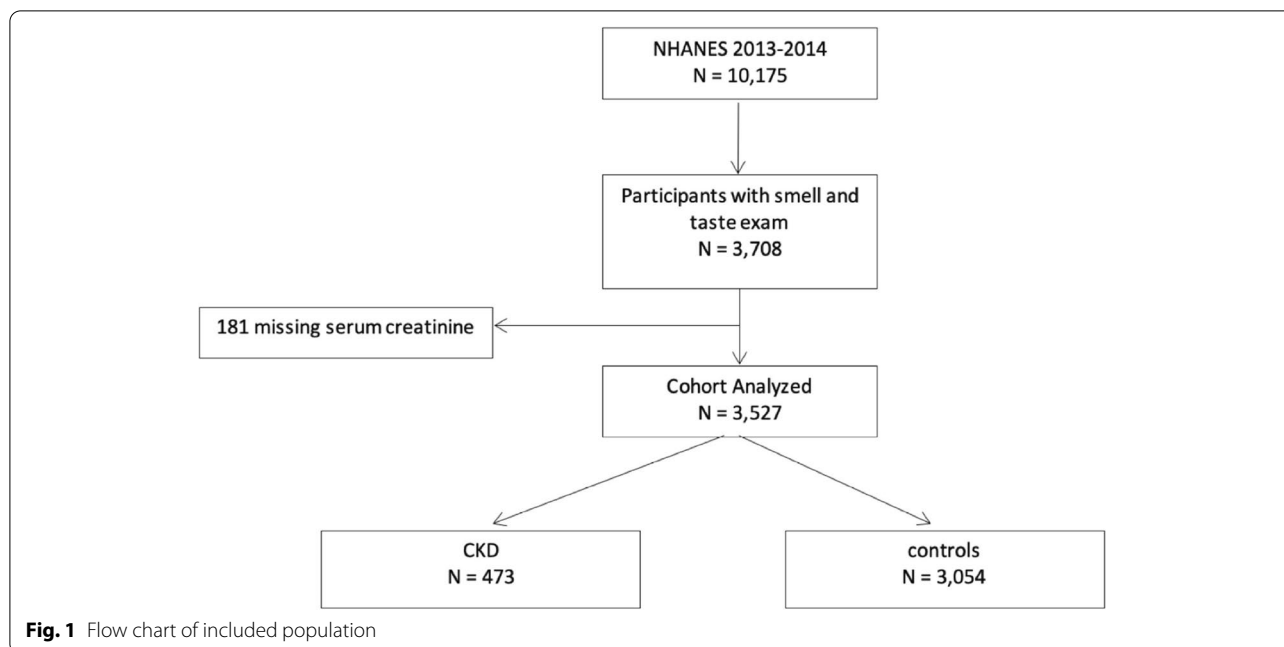 NHANES 2013-2014
N = 10,175
Participants with smell and
taste exam
N = 3,708
181 missing serum creatinine
Cohort Analyzed
N = 3,527
CKD
N = 473
controls
N = 3,054
Fig. 1 Flow chart of included population